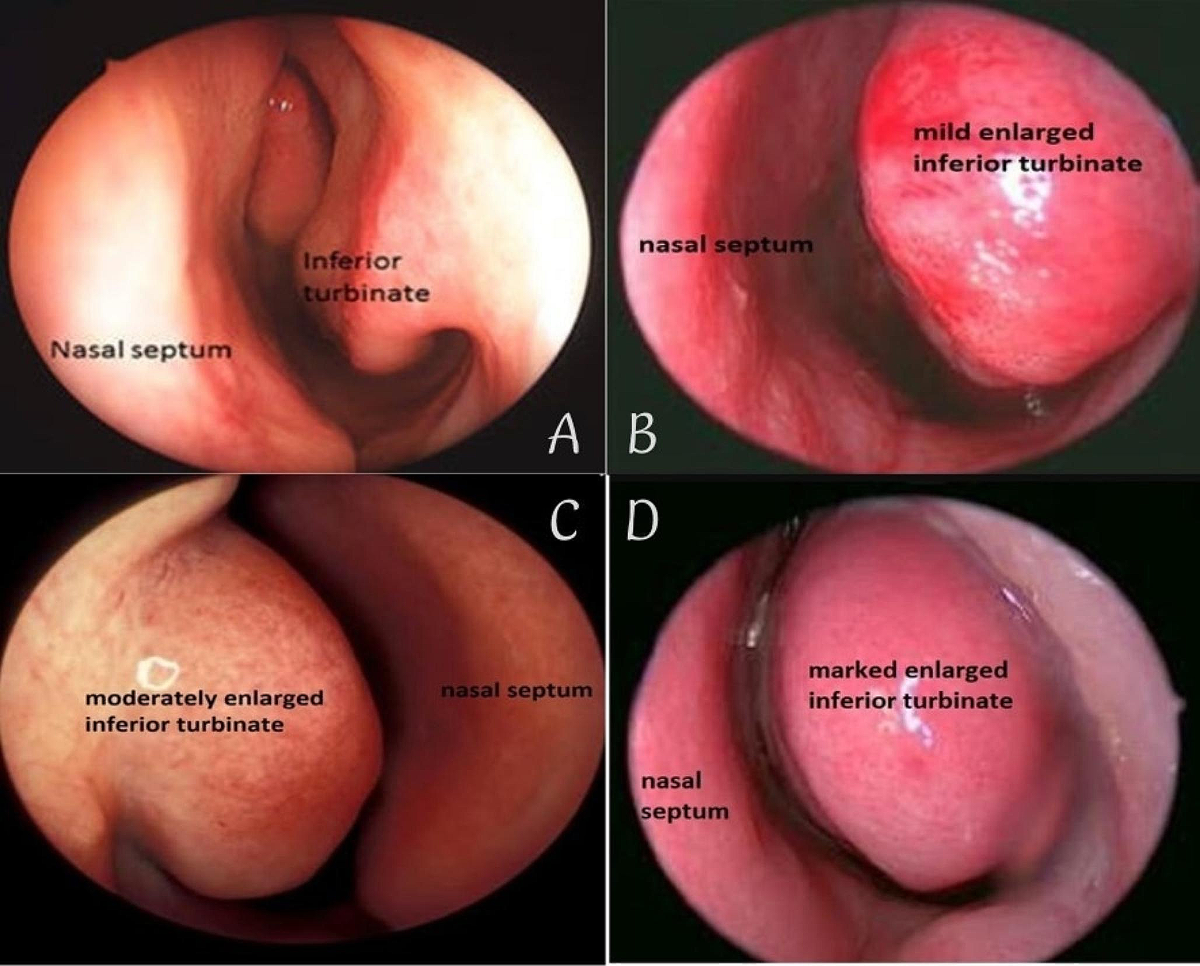 Inferior
turbinate
Nasal septum
A
mild enlarged
inferior turbinate
nasal septum
B
C
moderately enlarged
inferior turbinate
nasal septum
D
marked enlarged
inferior turbinate
nasal
septum